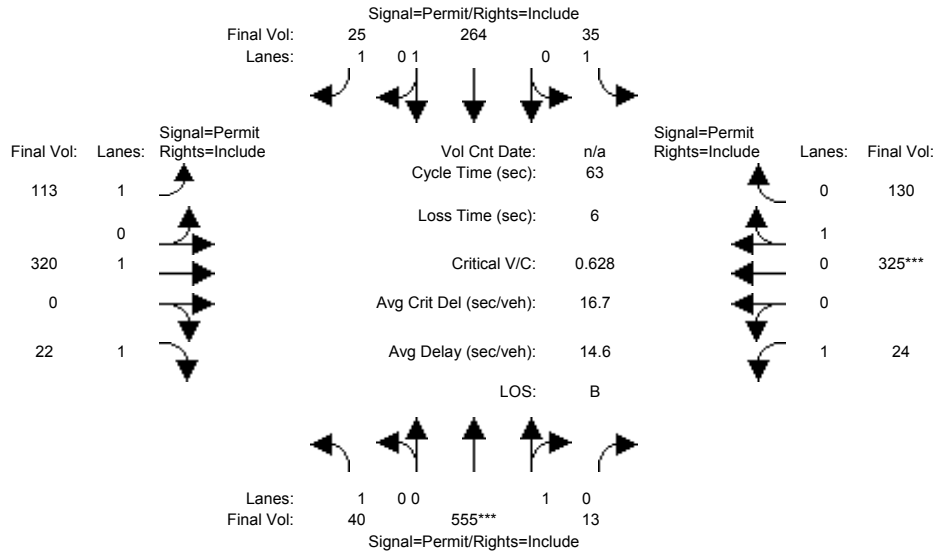 Signal=Permit/Rights=Include
Final Vol: 25 264 35
Lanes: 1 0 1 0 1
Signal=Permit
Final Vol: Lanes: Rights=Include
113 1
0
320 1
0
22 1
Vol Cnt Date: n/a
Cycle Time (sec): 63
Loss Time (sec): 6
Critical V/C: 0.628
Avg Crit Del (sec/veh): 16.7
Avg Delay (sec/veh): 14.6
LOS: B
Signal=Permit
Rights=Include Lanes: Final Vol:
0 130
1
0 325***
0
1 24
Lanes: 1 0 0 1 0
Final Vol: 40 555*** 13
Signal=Permit/Rights=Include